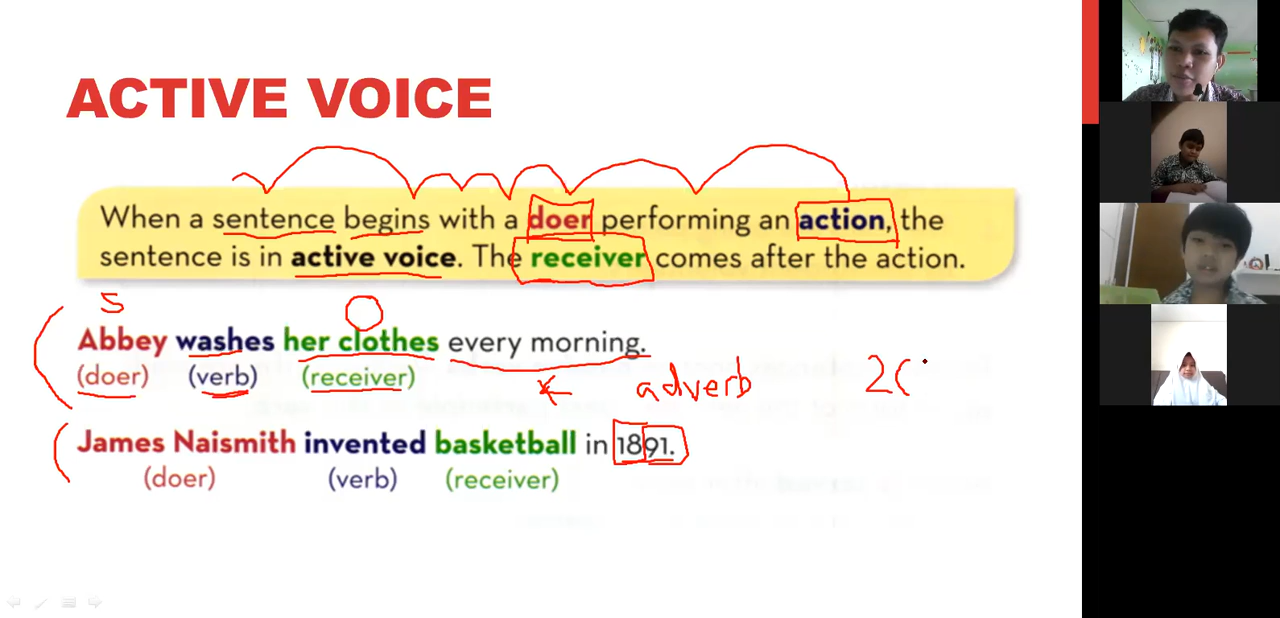 ACTIVE VOICE
When a sentence begins with a doer performing an action, the
sentence is in active voice. The receiver comes after the action.
S O
Abbey washes her clothes every morning.
(doer) (verb) (receiver) adverb 2(
James Naismith invented basketball in 1891.
(doer) (verb) (receiver)